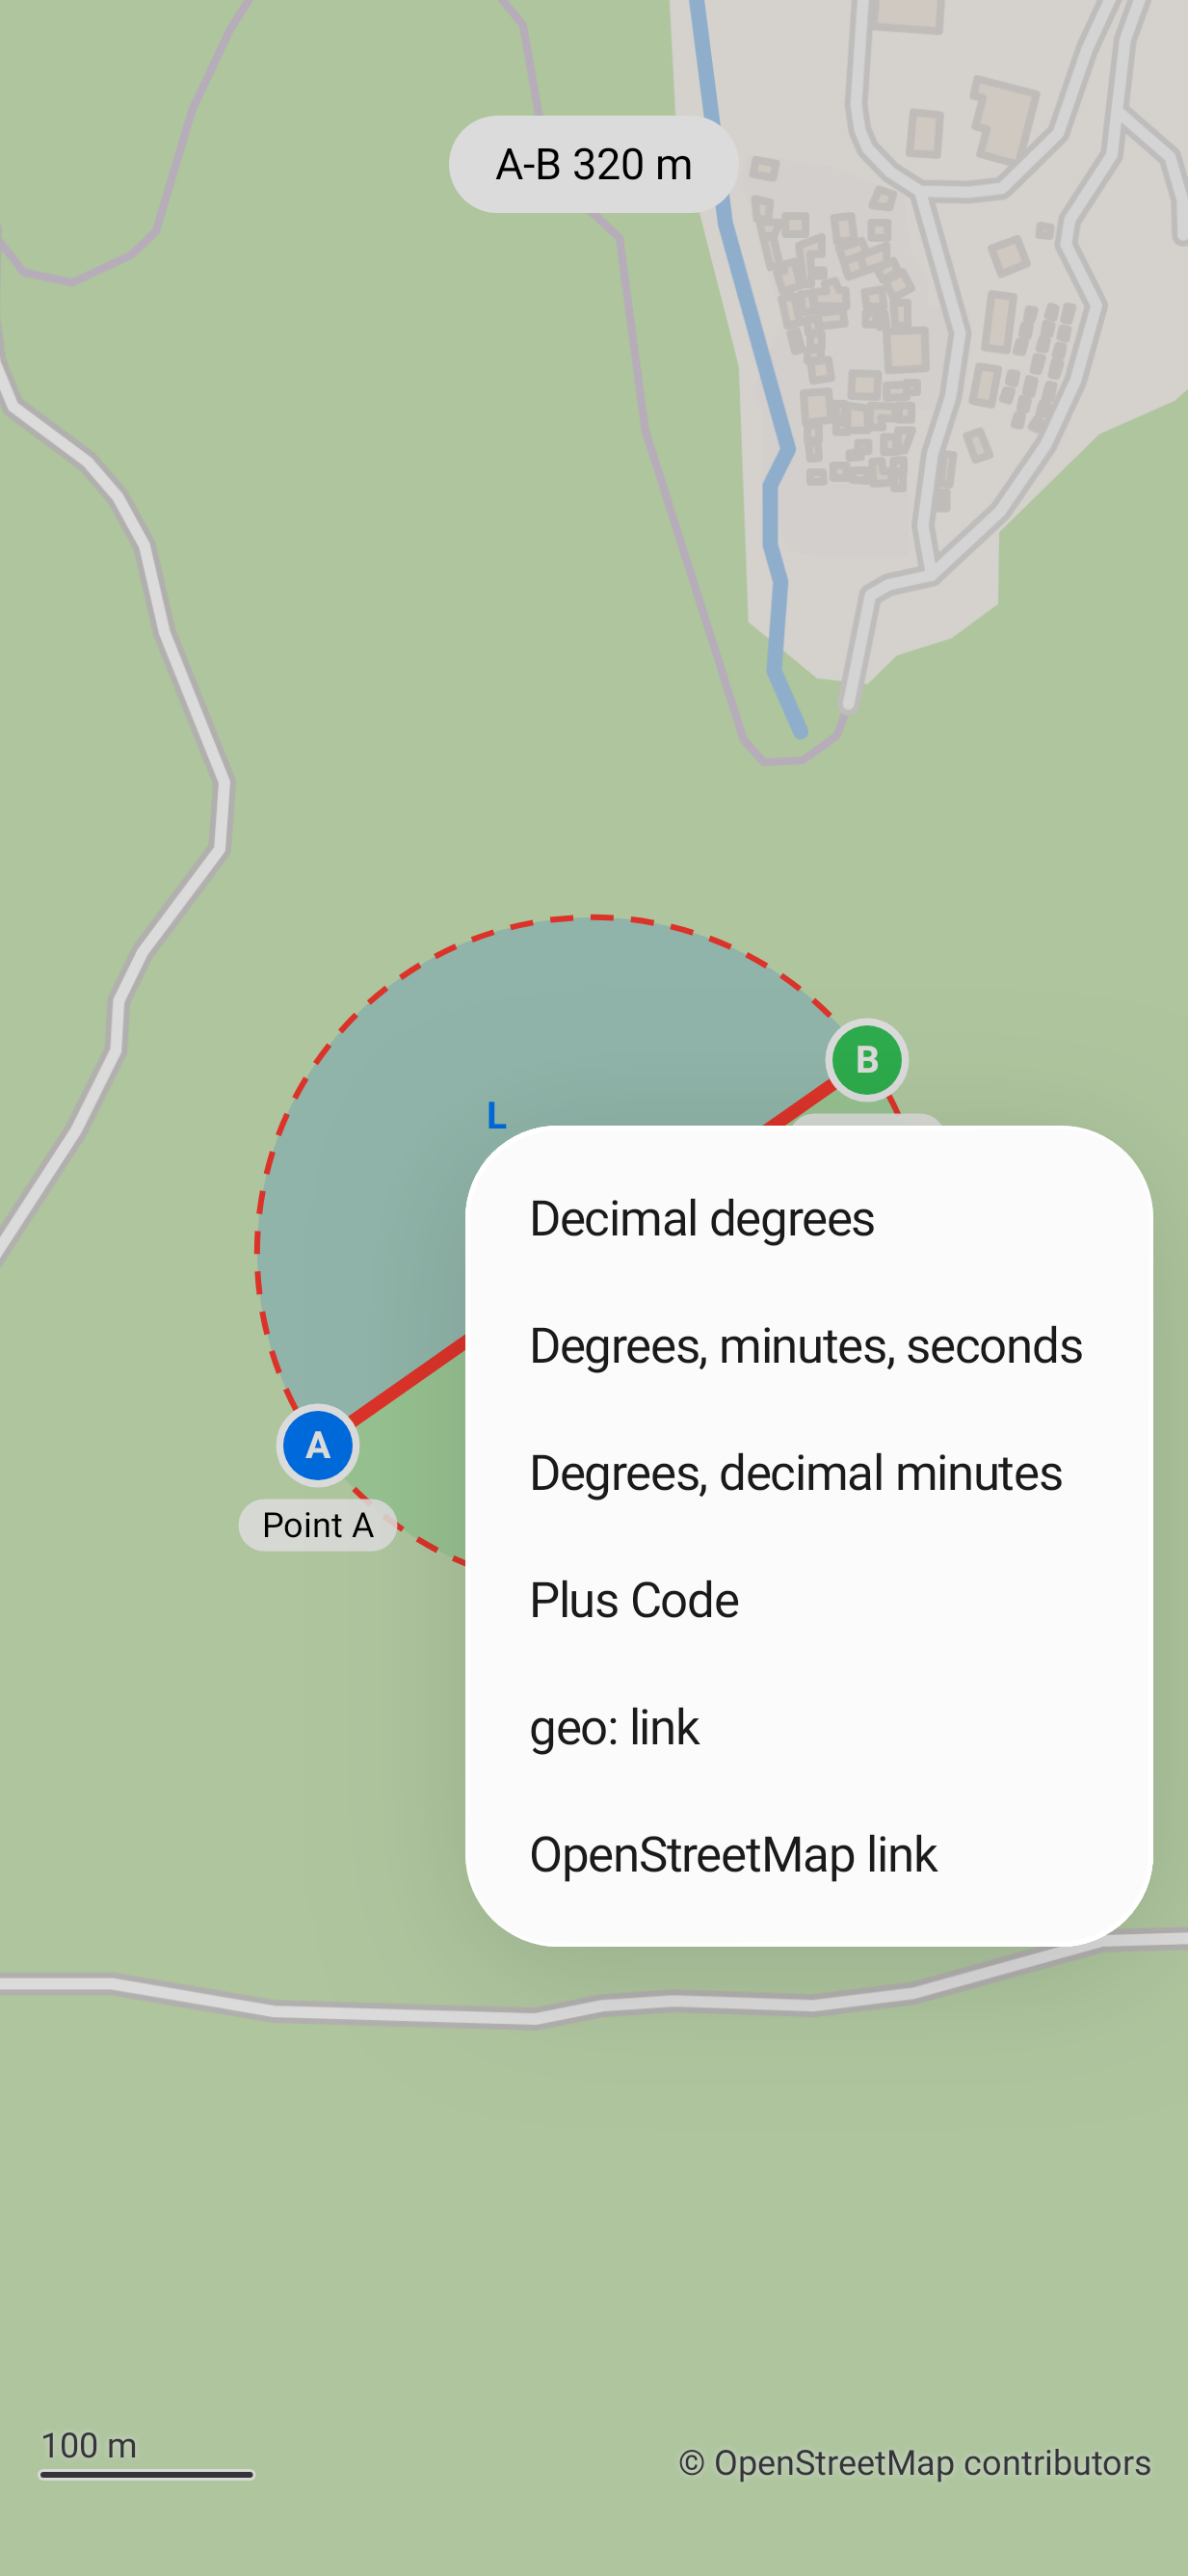 A-B 320 m
B
L
Decimal degrees
Degrees, minutes, seconds
A
Degrees, decimal minutes
Point A
Plus Code
geo: link
OpenStreetMap link
100 m
© OpenStreetMap contributors